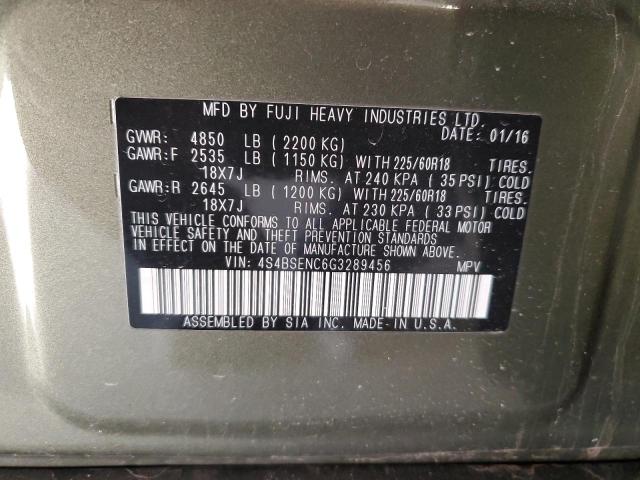 MFD BY FUJI HEAVY INDUSTRIES LTD.
DATE: 01/16
GVWR: 4850 LB ( 2200 KG)
GAWR:F 2535 LB ( 1150 KG) WITH 225/60R18 TIRES.
18X7J RIMS. AT 240 KPA ( 35 PSI) COLD
GAWR:R 2645 LB ( 1200 KG) WITH 225/60R18 TIRES.
18X7J RIMS. AT 230 KPA ( 33 PSI) COLD
THIS VEHICLE CONFORMS TO ALL APPLICABLE FEDERAL MOTOR
VEHICLE SAFETY AND THEFT PREVENTION STANDARDS
IN EFFECT ON THE DATE OF MANUFACTURE SHOWN ABOVE.
VIN: 4S4BSENC6G3289456 MPV
ASSEMBLED BY SIA INC. MADE IN U.S.A.